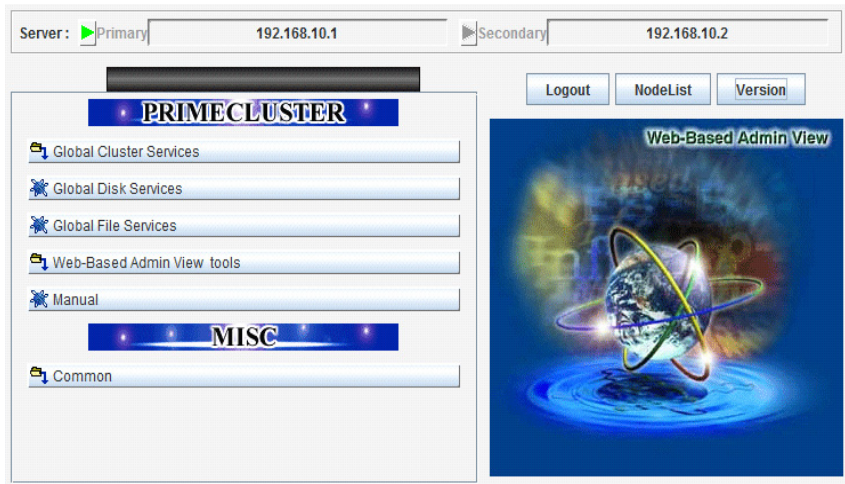 Server : Primary 192.168.10.1 Secondary 192.168.10.2
Logout NodeList Version
PRIMECLUSTER
Global Cluster Services
Global Disk Services
Global File Services
Web-Based Admin View tools
Manual
MISC
Common
Web-Based Admin View